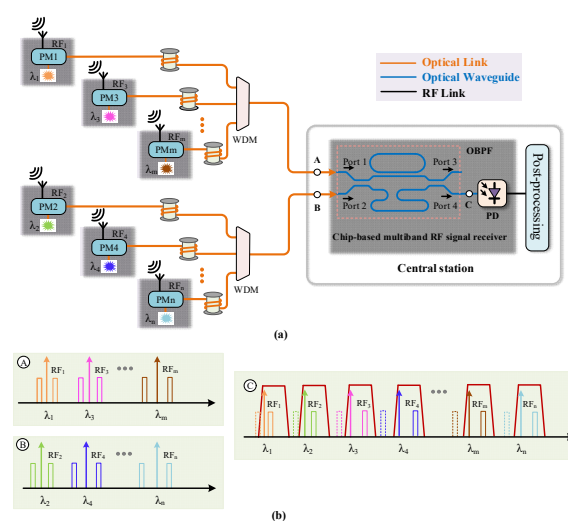 RF1
PM1
λ1
RF3
PM3
λ3
RFm
PMm
λm
WDM
RF2
PM2
λ2
RF4
PM4
λ4
RFn
PMn
λn
WDM
Optical Link
Optical Waveguide
RF Link
A
B
OBPF
Port 1
Port 3
Port 2
Port 4
C
PD
Chip-based multiband RF signal receiver
Post-processing
Central station
(a)
A
RF1
RF3
RFm
λ1
λ3
λm
B
RF2
RF4
RFn
λ2
λ4
λn
C
RF1
RF2
RF3
RF4
RFm
RFn
λ1
λ2
λ3
λ4
λm
λn
(b)